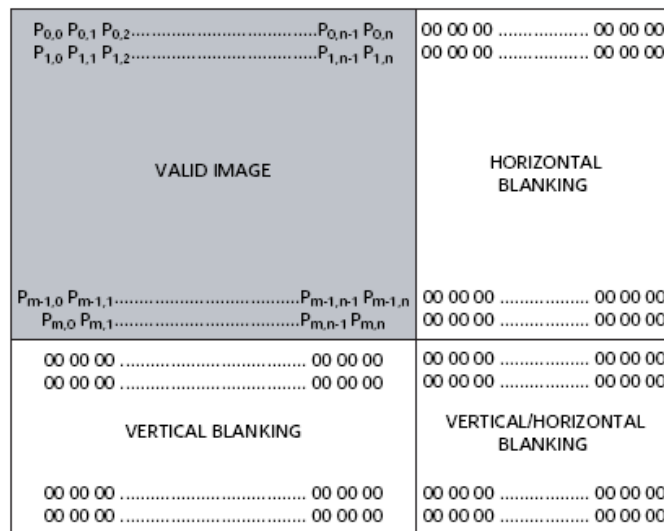 P0,0 P0,1 P0,2.....................................P0,n-1 P0,n
P1,0 P1,1 P1,2.....................................P1,n-1 P1,n
VALID IMAGE
Pm-1,0 Pm-1,1.....................................Pm-1,n-1 Pm-1,n
Pm,0 Pm,1.....................................Pm,n-1 Pm,n
00 00 00 .................. 00 00 00
00 00 00 .................. 00 00 00
HORIZONTAL
BLANKING
00 00 00 .................. 00 00 00
00 00 00 .................. 00 00 00
00 00 00 ..................................... 00 00 00
00 00 00 ..................................... 00 00 00
VERTICAL BLANKING
00 00 00 ..................................... 00 00 00
00 00 00 ..................................... 00 00 00
00 00 00 .................. 00 00 00
00 00 00 .................. 00 00 00
VERTICAL/HORIZONTAL
BLANKING
00 00 00 .................. 00 00 00
00 00 00 .................. 00 00 00